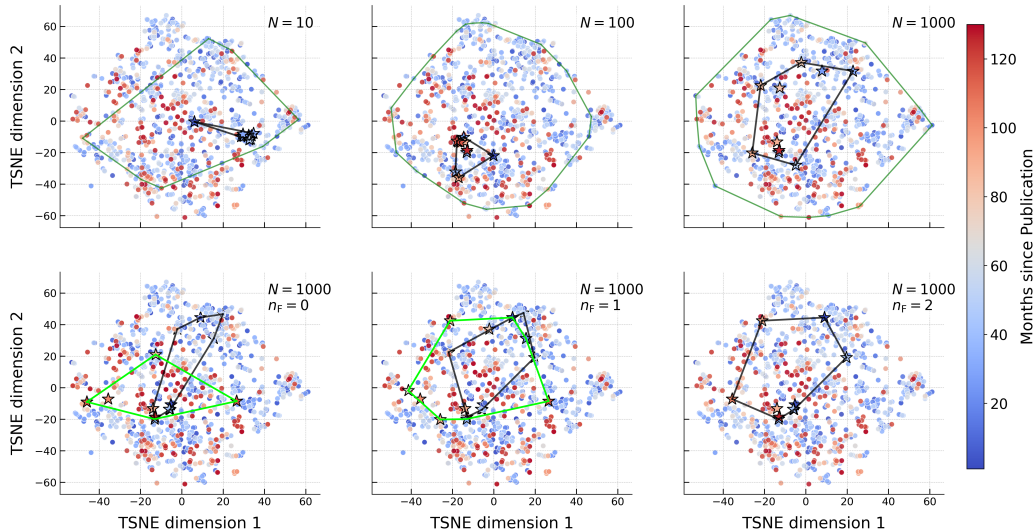 N = 10
N = 100
N = 1000
60
40
20
0
−20
−40
−60
TSNE dimension 2
N = 1000
n_F = 0
N = 1000
n_F = 1
N = 1000
n_F = 2
60
40
20
0
−20
−40
−60
TSNE dimension 2
−40 −20 0 20 40 60
−40 −20 0 20 40 60
−40 −20 0 20 40 60
TSNE dimension 1
TSNE dimension 1
TSNE dimension 1
120
100
80
60
40
20
Months since Publication